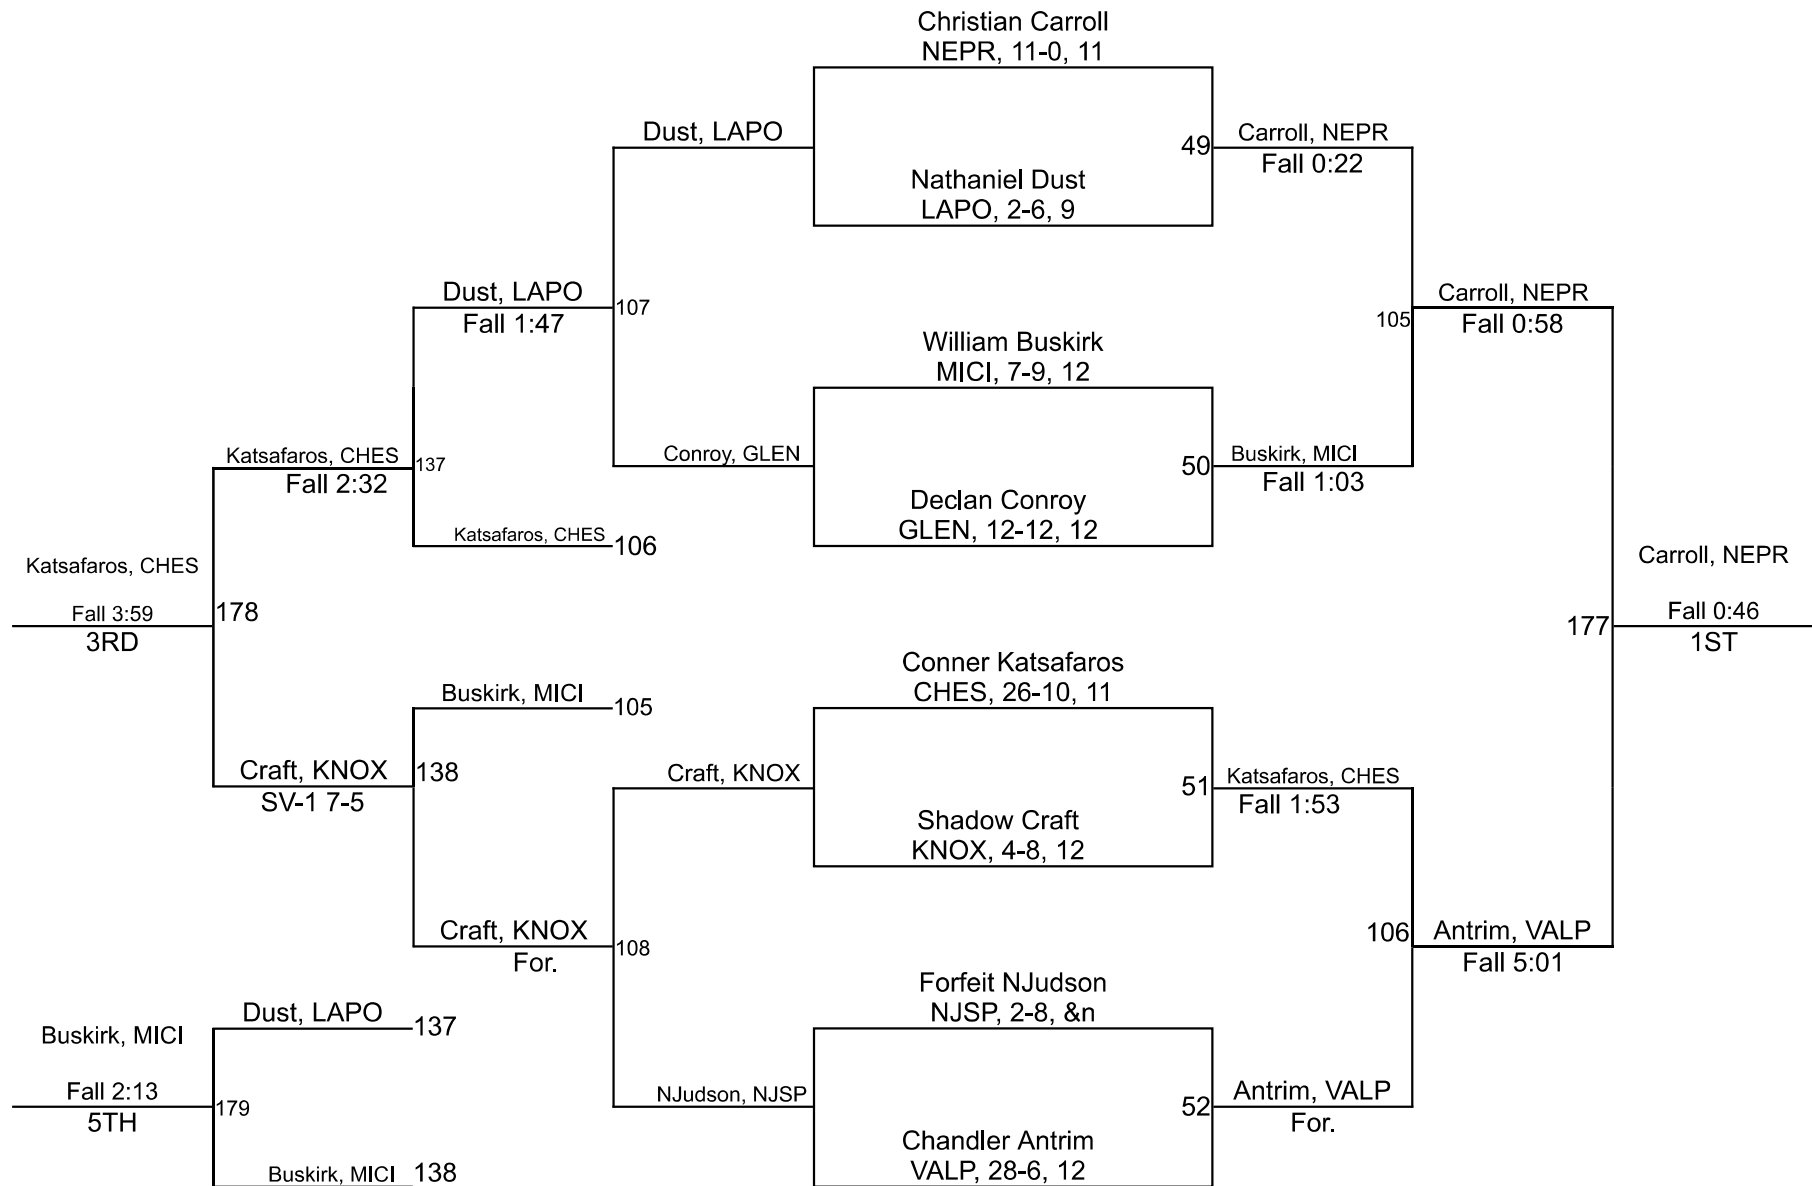 Christian Carroll
NEPR, 11-0, 11
Dust, LAPO
49
Carroll, NEPR
Fall 0:22
Nathaniel Dust
LAPO, 2-6, 9
Dust, LAPO
Fall 1:47
107
Carroll, NEPR
Fall 0:58
105
William Buskirk
MICI, 7-9, 12
Katsafaros, CHES
Fall 2:32
137
Conroy, GLEN
50
Buskirk, MICI
Fall 1:03
Declan Conroy
GLEN, 12-12, 12
Katsafaros, CHES
106
Katsafaros, CHES
Fall 3:59
3RD
178
Carroll, NEPR
Fall 0:46
1ST
177
Conner Katsafaros
CHES, 26-10, 11
Buskirk, MICI
105
Craft, KNOX
SV-1 7-5
138
Craft, KNOX
51
Katsafaros, CHES
Fall 1:53
Shadow Craft
KNOX, 4-8, 12
Craft, KNOX
For.
108
106
Antrim, VALP
Fall 5:01
Forfeit NJudson
NJSP, 2-8, &n
Dust, LAPO
137
Buskirk, MICI
Fall 2:13
5TH
179
NJudson, NJSP
52
Antrim, VALP
For.
Chandler Antrim
VALP, 28-6, 12
Buskirk, MICI
138